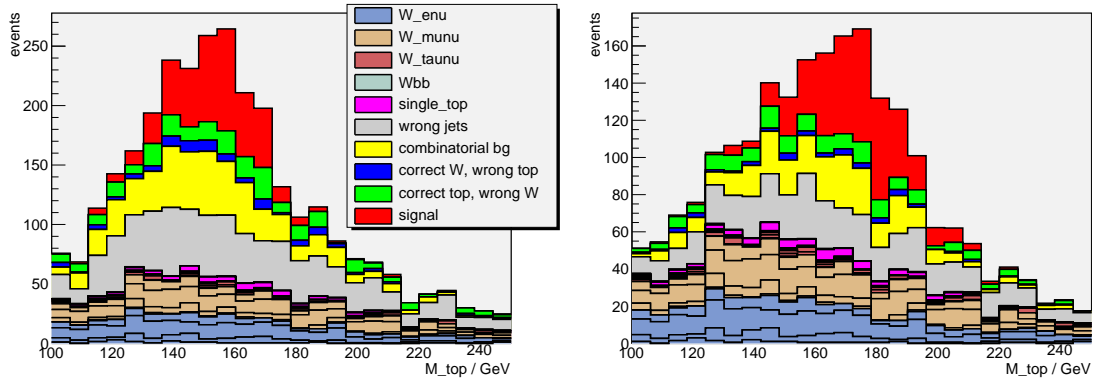 events
250
200
150
100
50
0
100 120 140 160 180 200 220 240
M_top / GeV
W_enu
W_munu
W_taunu
Wbb
single_top
wrong jets
combinatorial bg
correct W, wrong top
correct top, wrong W
signal
events
160
140
120
100
80
60
40
20
0
100 120 140 160 180 200 220 240
M_top / GeV